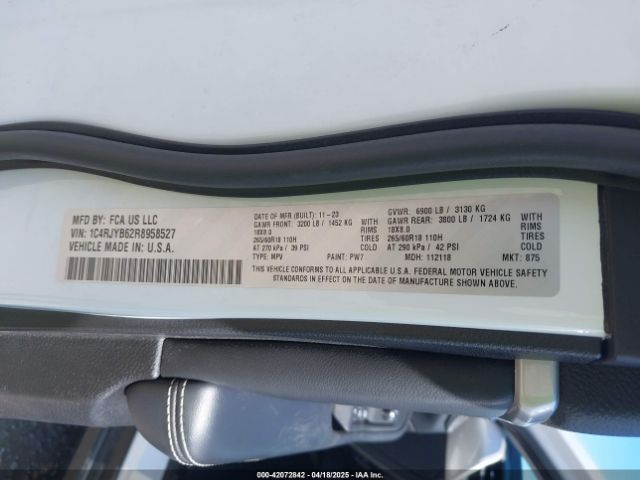 MFD BY: FCA US LLC
VIN: 1C4RJYB62R8958527
VEHICLE MADE IN: U.S.A.
DATE OF MFR (BUILT): 11-23
GVWR: 6900 LB / 3130 KG
GAWR FRONT: 3200 LB / 1452 KG WITH
GAWR REAR: 3800 LB / 1724 KG WITH
18X8.0 RIMS
18X8.0 RIMS
265/60R18 110H TIRES
265/60R18 110H TIRES
AT 270 kPa / 39 PSI COLD
AT 290 kPa / 42 PSI COLD
TYPE: MPV PAINT: PW7 MDH: 112118 MKT: 875
THIS VEHICLE CONFORMS TO ALL APPLICABLE U.S.A. FEDERAL MOTOR VEHICLE SAFETY
STANDARDS IN EFFECT ON THE DATE OF MANUFACTURE SHOWN ABOVE.
000-42072842 - 04/18/2025 - IAA Inc.